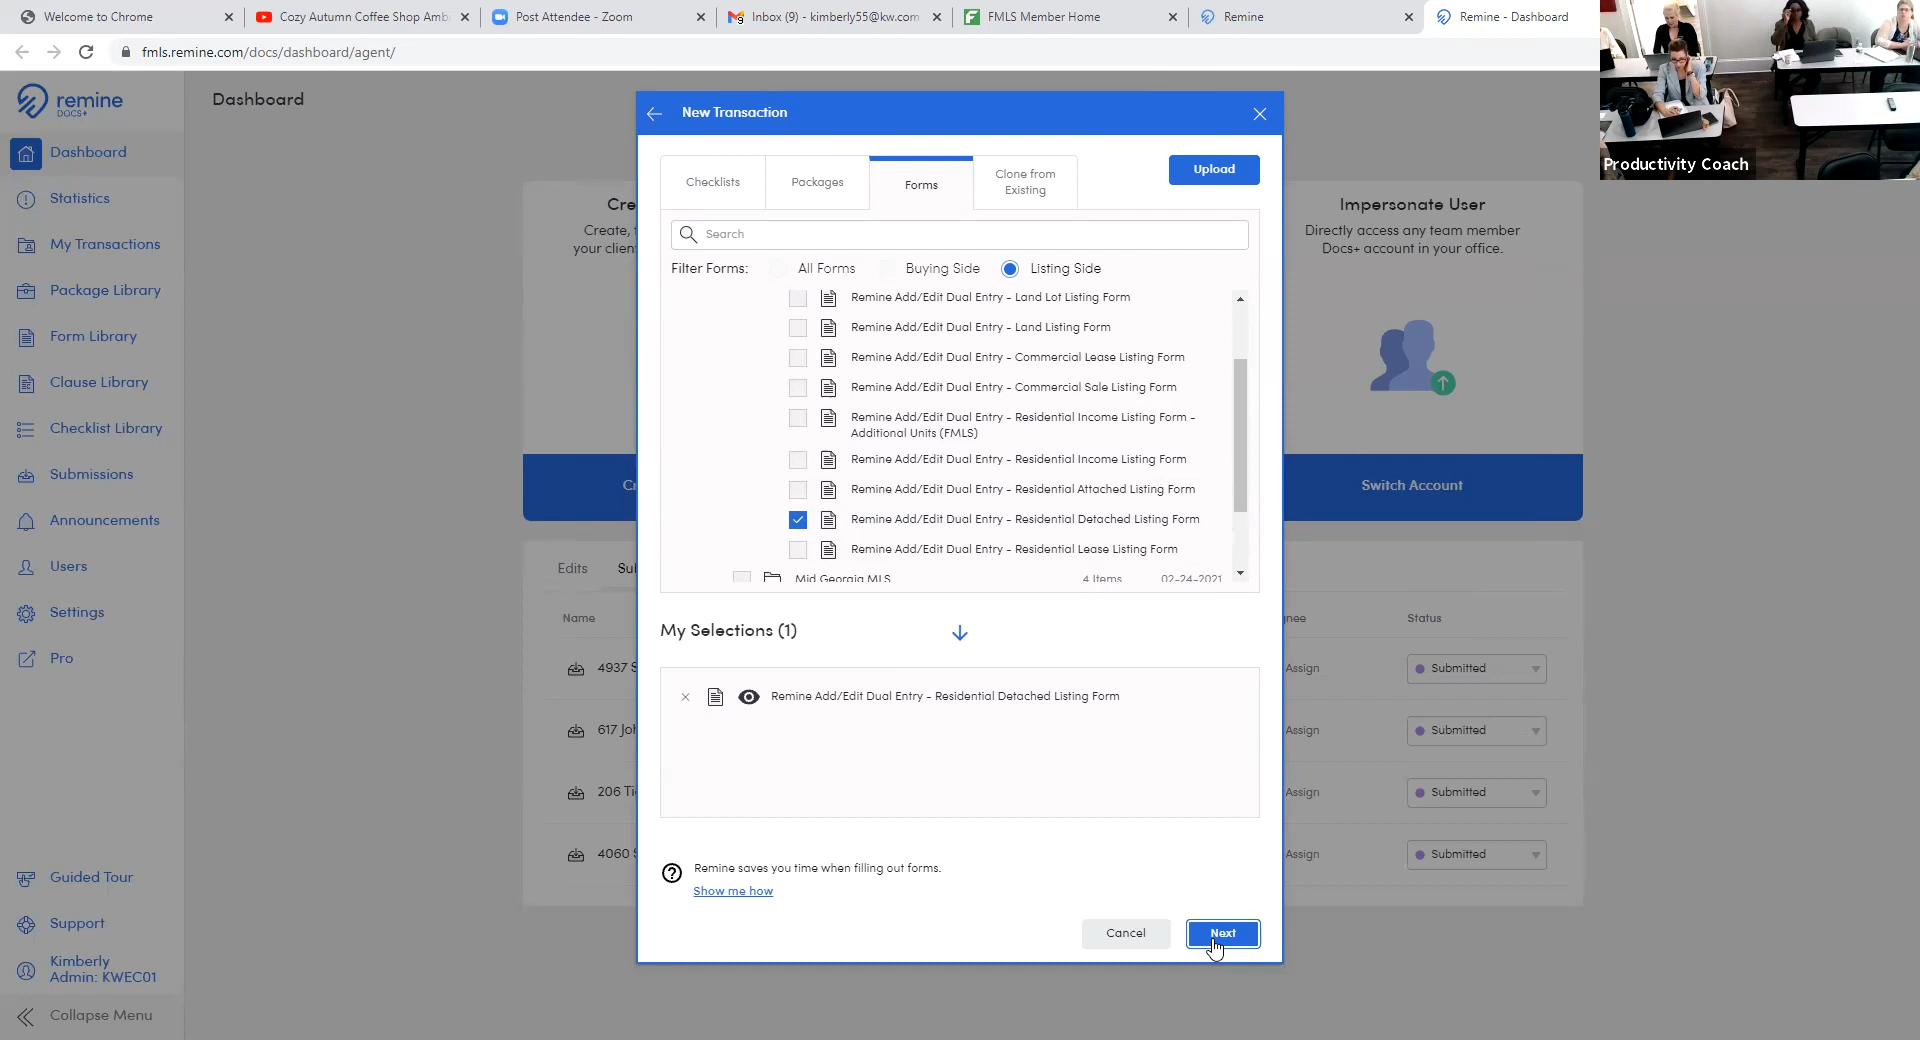 Welcome to Chrome
Cozy Autumn Coffee Shop Amb
Post Attendee - Zoom
Inbox (9) - kimberly55@kw.com
FMLS Member Home
Remine
Remine - Dashboard
fmls.remine.com/docs/dashboard/agent/
remine
DOCS+
Dashboard
Statistics
My Transactions
Package Library
Form Library
Clause Library
Checklist Library
Submissions
Announcements
Users
Settings
Pro
Guided Tour
Support
Kimberly
Admin: KWEC01
Collapse Menu
Dashboard
Cre
Create, t
your clien
Cr
Impersonate User
Directly access any team member
Docs+ account in your office.
Switch Account
Edits
Sub
Name
nee
Status
4937 S
Assign
Submitted
617 Joh
Assign
Submitted
206 Ti
Assign
Submitted
4060 S
Assign
Submitted
New Transaction
Checklists
Packages
Forms
Clone from
Existing
Upload
Search
Filter Forms:
All Forms
Buying Side
Listing Side
Remine Add/Edit Dual Entry - Land Lot Listing Form
Remine Add/Edit Dual Entry - Land Listing Form
Remine Add/Edit Dual Entry - Commercial Lease Listing Form
Remine Add/Edit Dual Entry - Commercial Sale Listing Form
Remine Add/Edit Dual Entry - Residential Income Listing Form -
Additional Units (FMLS)
Remine Add/Edit Dual Entry - Residential Income Listing Form
Remine Add/Edit Dual Entry - Residential Attached Listing Form
Remine Add/Edit Dual Entry - Residential Detached Listing Form
Remine Add/Edit Dual Entry - Residential Lease Listing Form
Mid Georgia MLS
4 Items
02-24-2021
My Selections (1)
Remine Add/Edit Dual Entry - Residential Detached Listing Form
Remine saves you time when filling out forms.
Show me how
Cancel
Next
Productivity Coach